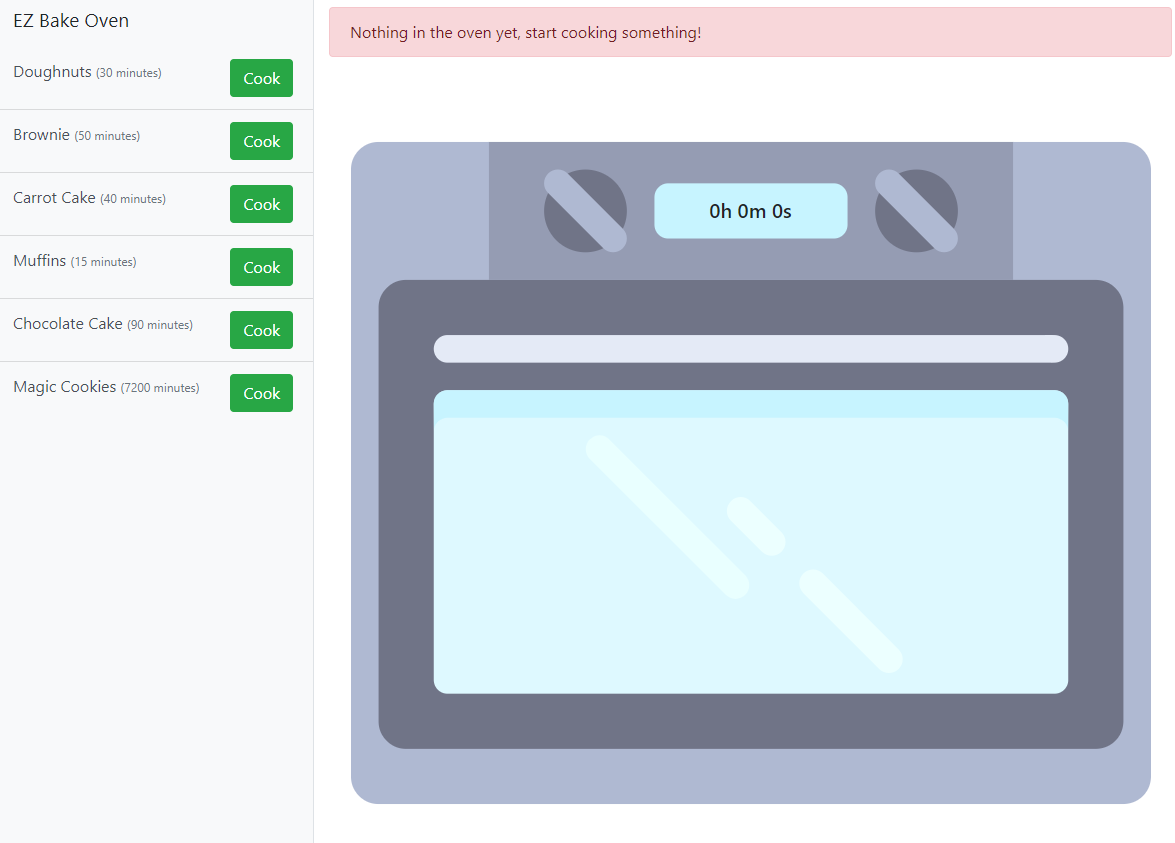 EZ Bake Oven
Doughnuts (30 minutes) Cook
Brownie (50 minutes) Cook
Carrot Cake (40 minutes) Cook
Muffins (15 minutes) Cook
Chocolate Cake (90 minutes) Cook
Magic Cookies (7200 minutes) Cook
Nothing in the oven yet, start cooking something!
0h 0m 0s